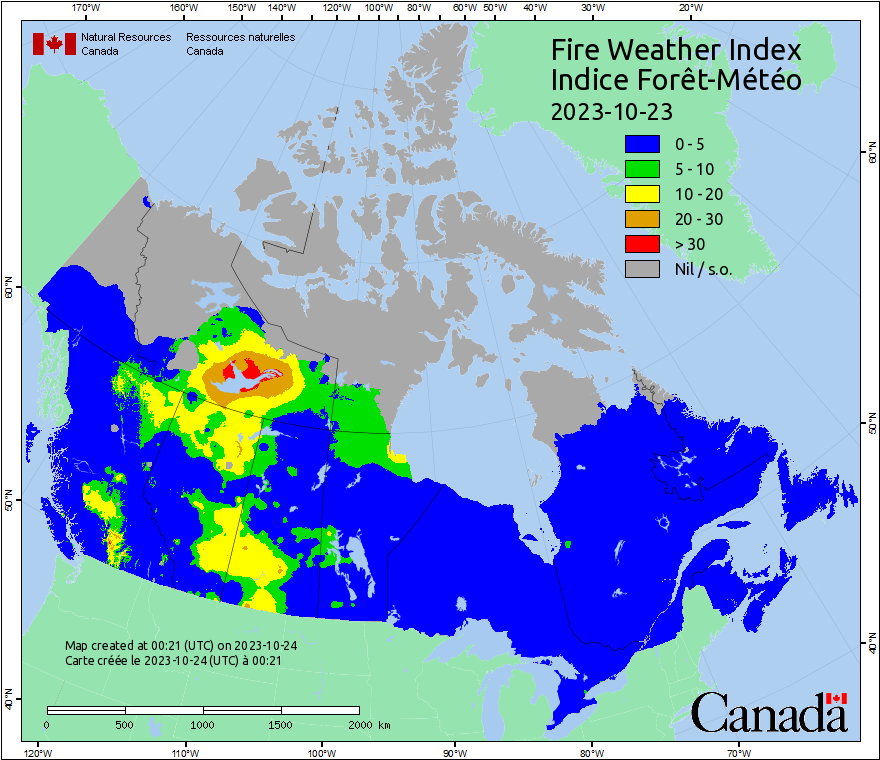 170°W 160°W 150°W 140°W 130°W 120°W 110°W 100°W 80°W 60°W 50°W 40°W 30°W 20°W
Natural Resources Ressources naturelles
Canada Canada
Fire Weather Index
Indice Forêt-Météo
2023-10-23
0 - 5
5 - 10
10 - 20
20 - 30
> 30
Nil / s.o.
60°N
60°N
50°N
50°N
40°N
40°N
Map created at 00:21 (UTC) on 2023-10-24
Carte créée le 2023-10-24 (UTC) à 00:21
0 500 1000 1500 2000 km
Canada
120°W 110°W 100°W 90°W 80°W 70°W